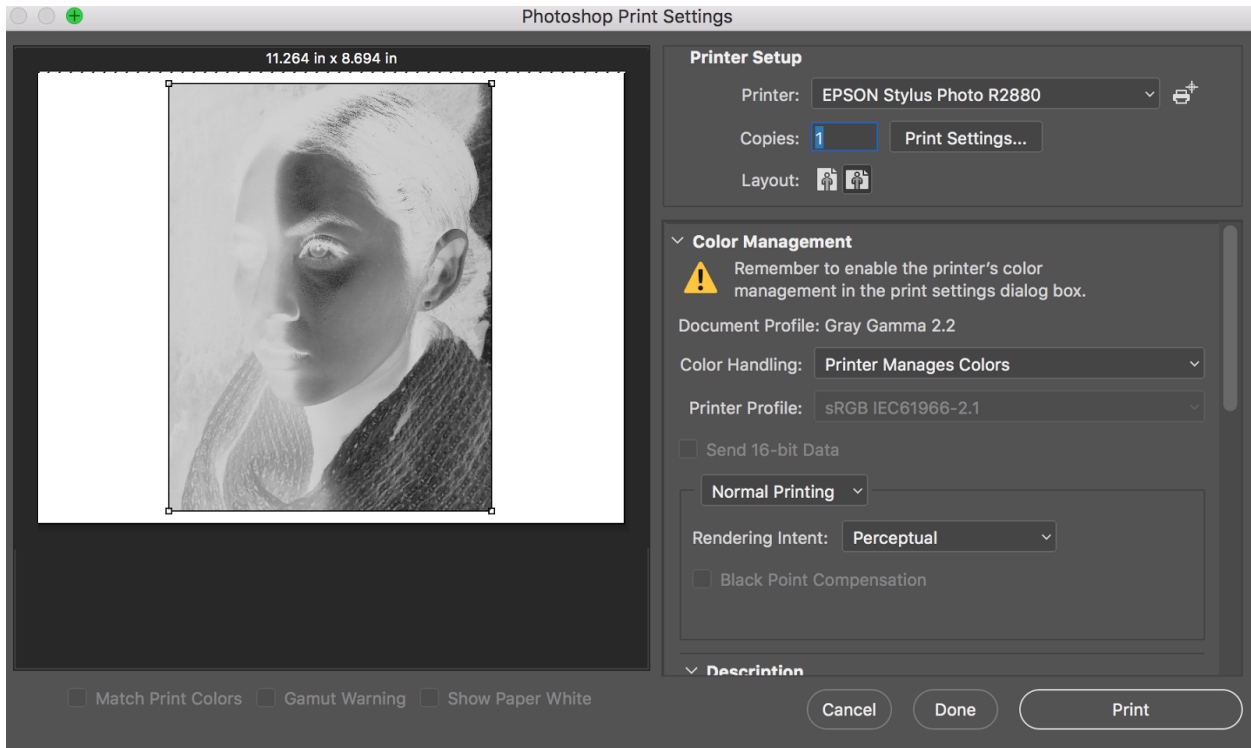 Photoshop Print Settings
11.264 in x 8.694 in
Printer Setup
Printer: EPSON Stylus Photo R2880
Copies: 1 Print Settings...
Layout:
Color Management
Remember to enable the printer's color
management in the print settings dialog box.
Document Profile: Gray Gamma 2.2
Color Handling: Printer Manages Colors
Printer Profile: sRGB IEC61966-2.1
Send 16-bit Data
Normal Printing
Rendering Intent: Perceptual
Black Point Compensation
Description
Match Print Colors Gamut Warning Show Paper White
Cancel Done Print